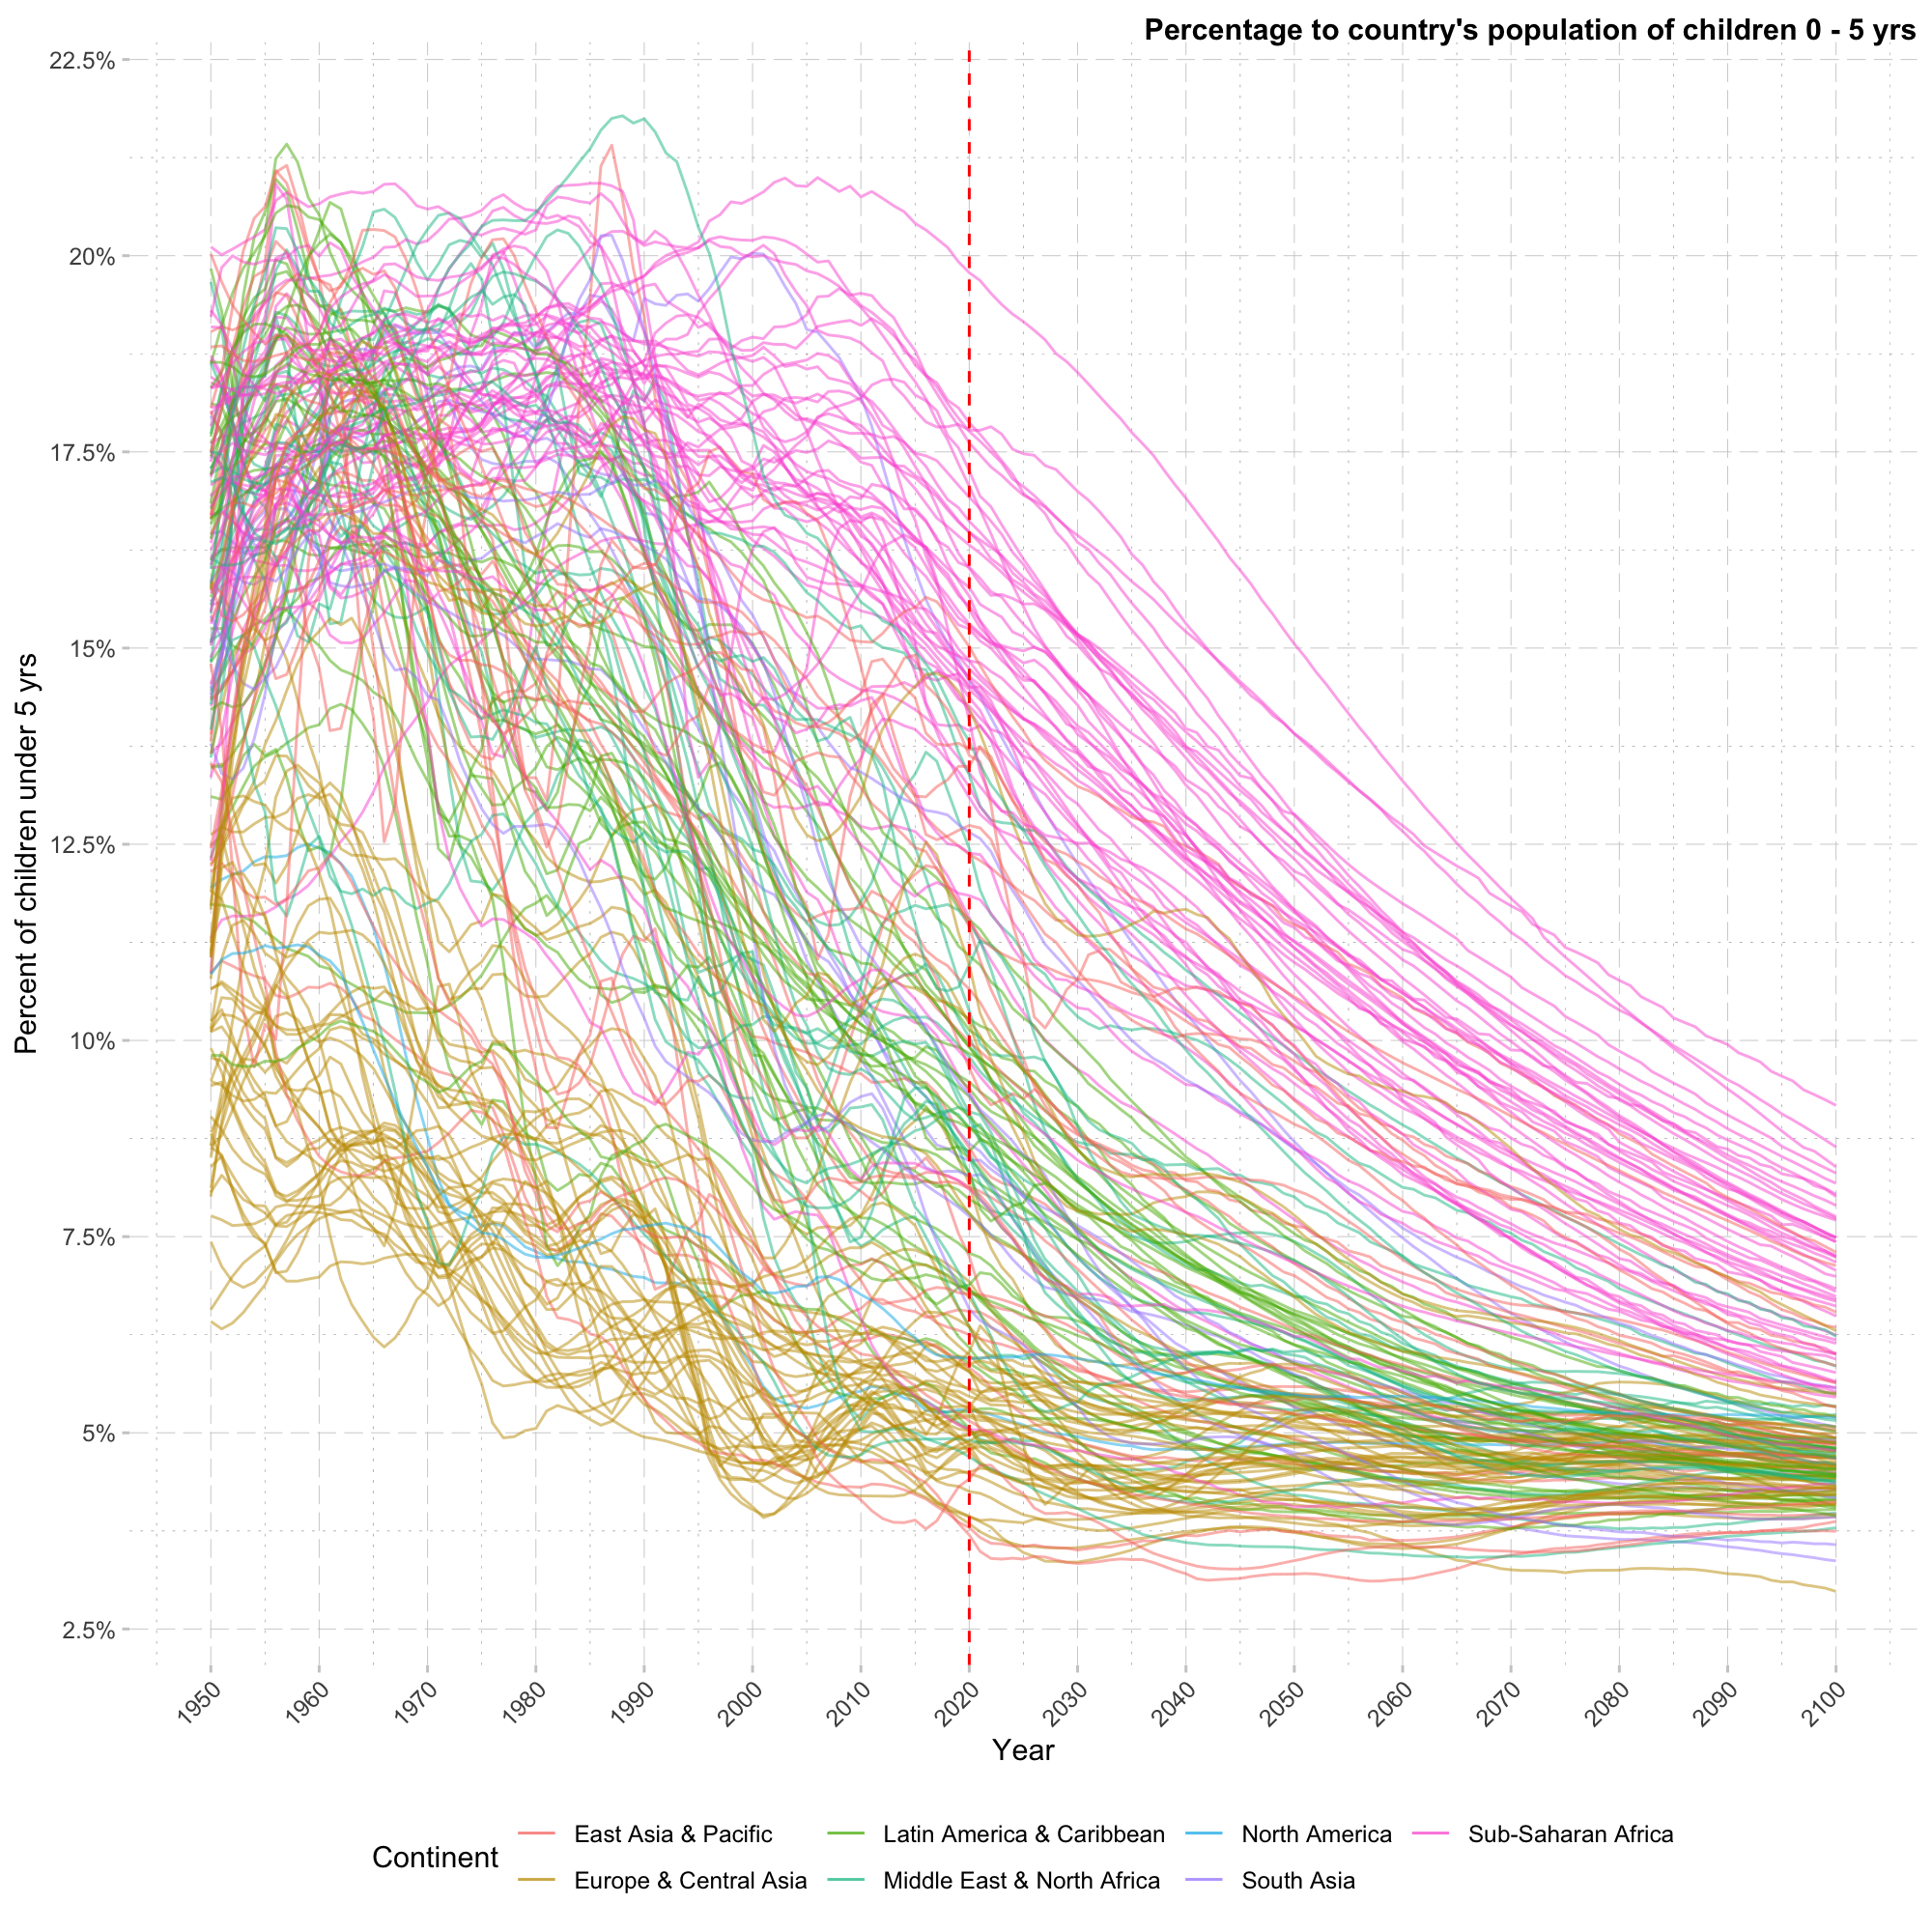 Percentage to country's population of children 0 - 5 yrs
22.5%
20%
17.5%
15%
12.5%
10%
7.5%
5%
2.5%
Percent of children under 5 yrs
1950 1960 1970 1980 1990 2000 2010 2020 2030 2040 2050 2060 2070 2080 2090 2100
Year
Continent
East Asia & Pacific Latin America & Caribbean North America Sub-Saharan Africa
Europe & Central Asia Middle East & North Africa South Asia